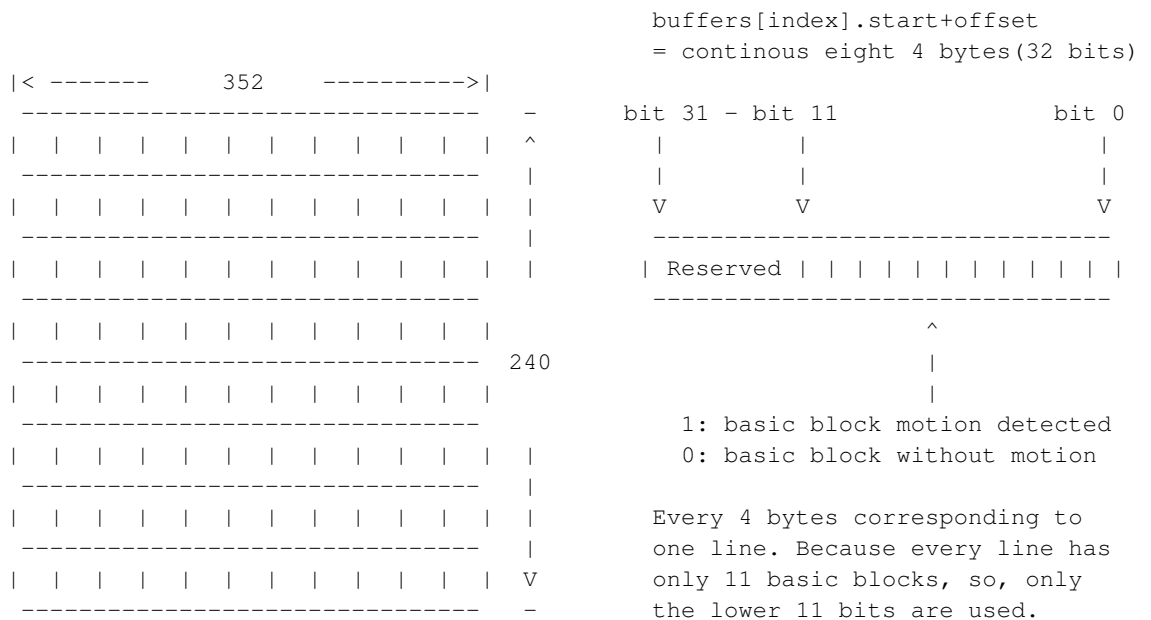 buffers[index].start+offset
= continous eight 4 bytes(32 bits)
|< -------      352      ---------->|
--------------------------------   -      bit 31 - bit 11               bit 0
|  |  |  |  |  |  |  |  |  |  |  |  ^        |         |                    |
--------------------------------   |        |         |                    |
|  |  |  |  |  |  |  |  |  |  |  |  |        V         V                    V
--------------------------------   |        --------------------------------
|  |  |  |  |  |  |  |  |  |  |  |  |       | Reserved | | | | | | | | | | | |
--------------------------------            --------------------------------
|  |  |  |  |  |  |  |  |  |  |  |                             ^
--------------------------------  240                          |
|  |  |  |  |  |  |  |  |  |  |  |                             |
--------------------------------              1: basic block motion detected
|  |  |  |  |  |  |  |  |  |  |  |  |          0: basic block without motion
--------------------------------   |
|  |  |  |  |  |  |  |  |  |  |  |  |        Every 4 bytes corresponding to
--------------------------------   |        one line. Because every line has
|  |  |  |  |  |  |  |  |  |  |  |  V        only 11 basic blocks, so, only
--------------------------------   -        the lower 11 bits are used.